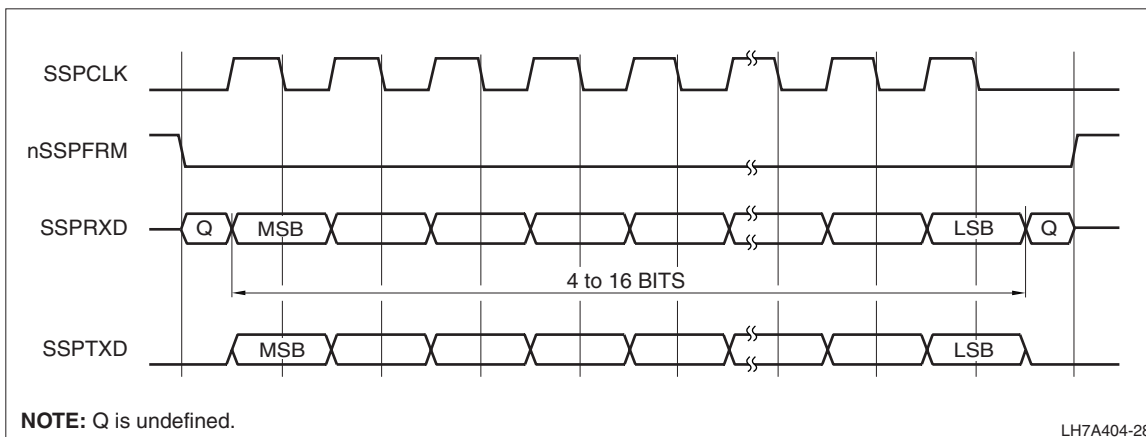 SSPCLK
nSSPFRM
SSPRXD Q MSB LSB Q
4 to 16 BITS
SSPTXD MSB LSB
NOTE: Q is undefined.
LH7A404-28